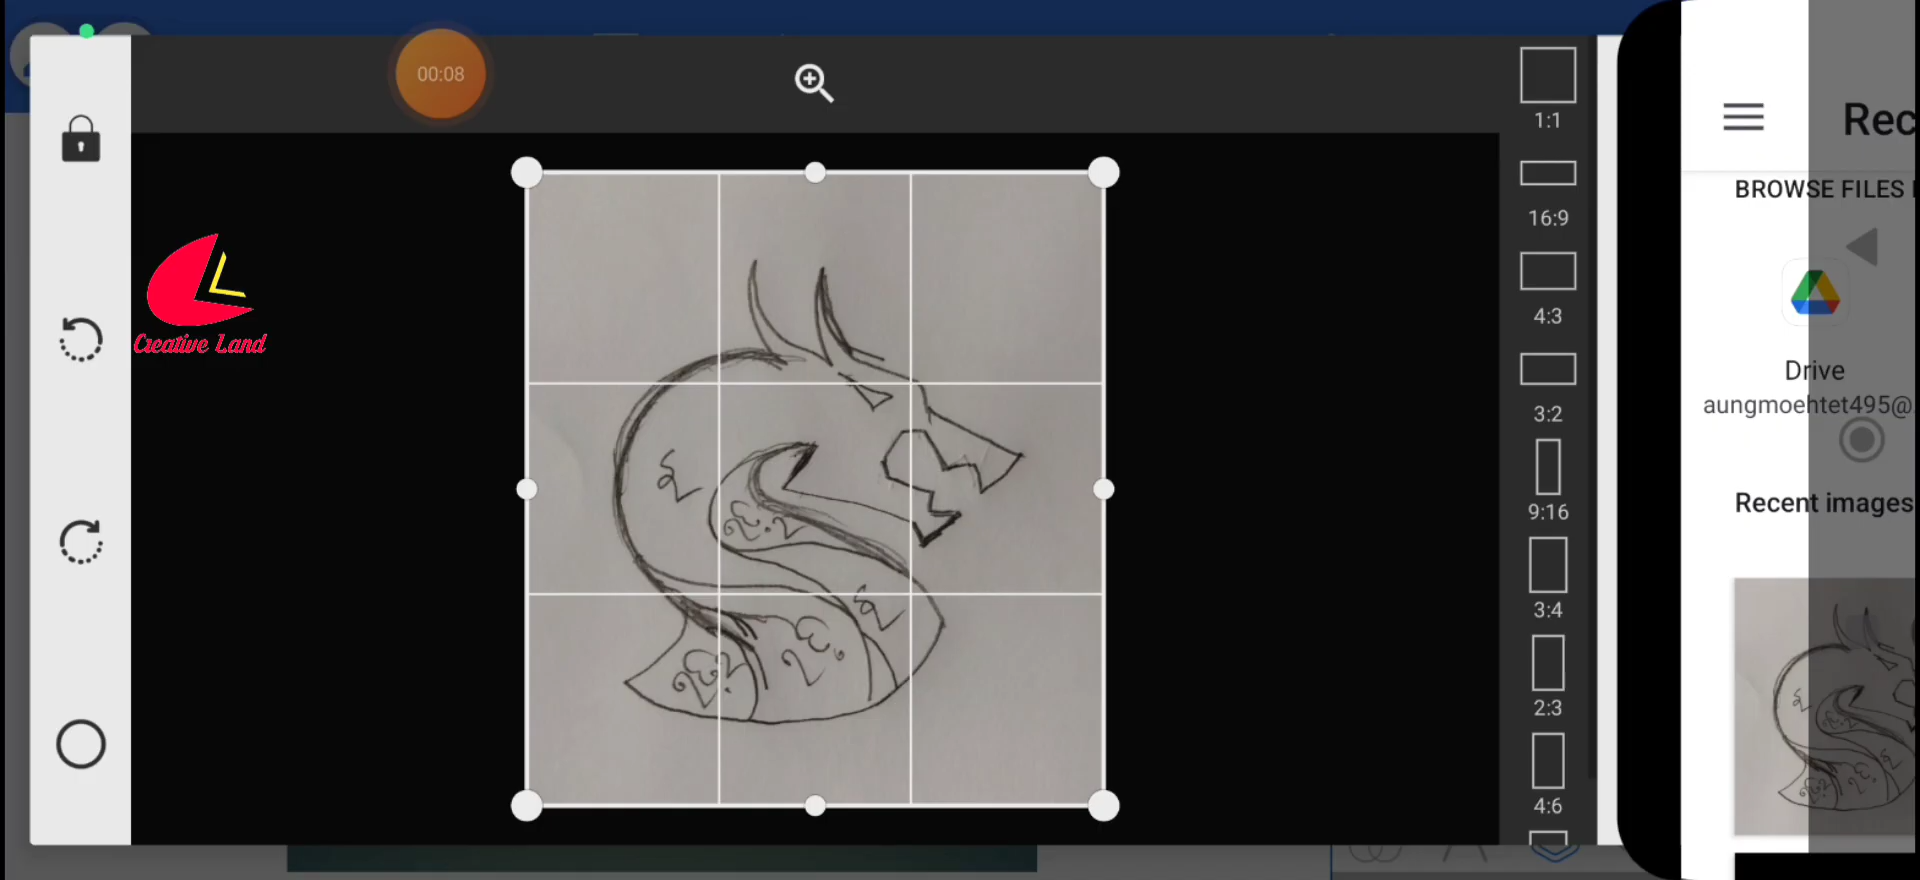 00:08
1:1
16:9
4:3
3:2
9:16
3:4
2:3
4:6
Creative Land
Rec
BROWSE FILES
Drive
aungmoehtet495@
Recent images